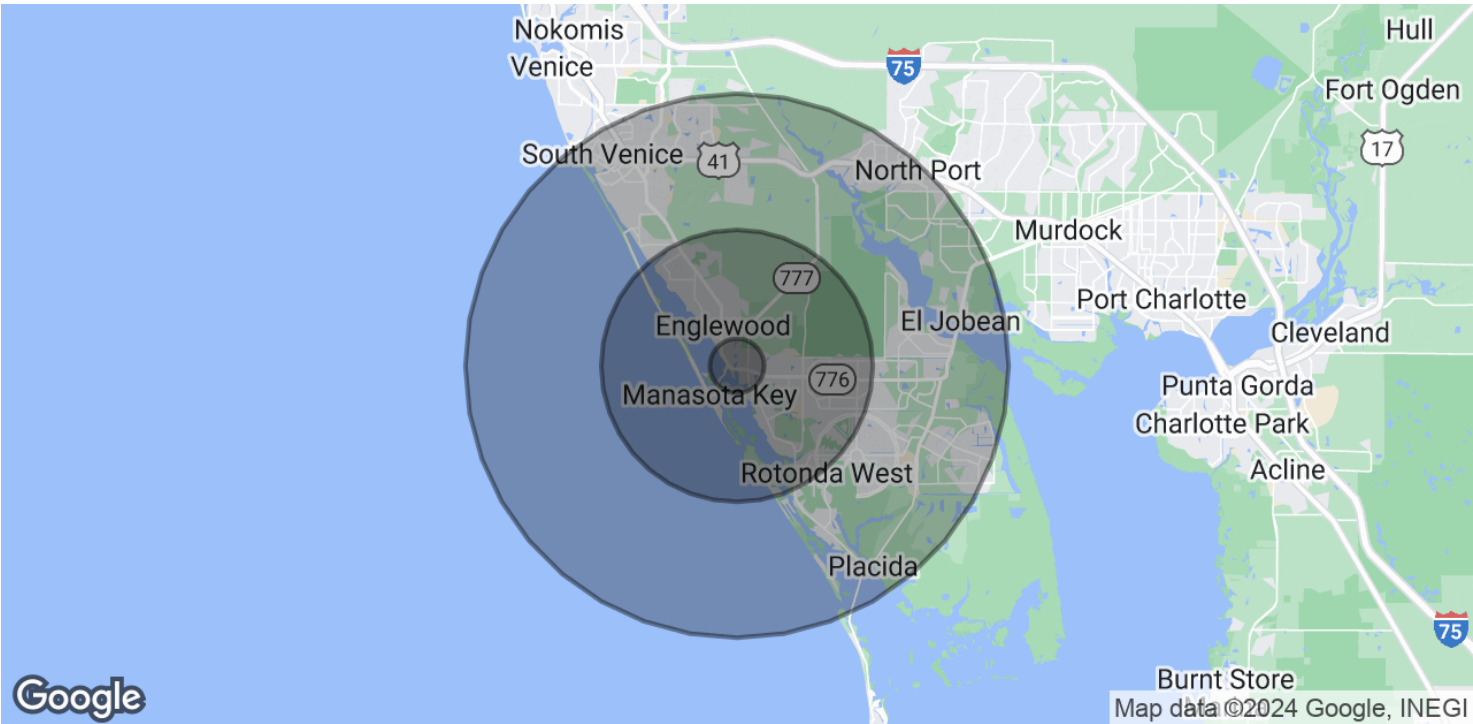 Nokomis
Hull
Venice
75
Fort Ogden
17
South Venice
41
North Port
Murdock
777
Port Charlotte
Englewood
El Jobean
Cleveland
776
Punta Gorda
Manasota Key
Charlotte Park
Rotonda West
Acline
Placida
75
Burnt Store
Google
Map data ©2024 Google, INEGI